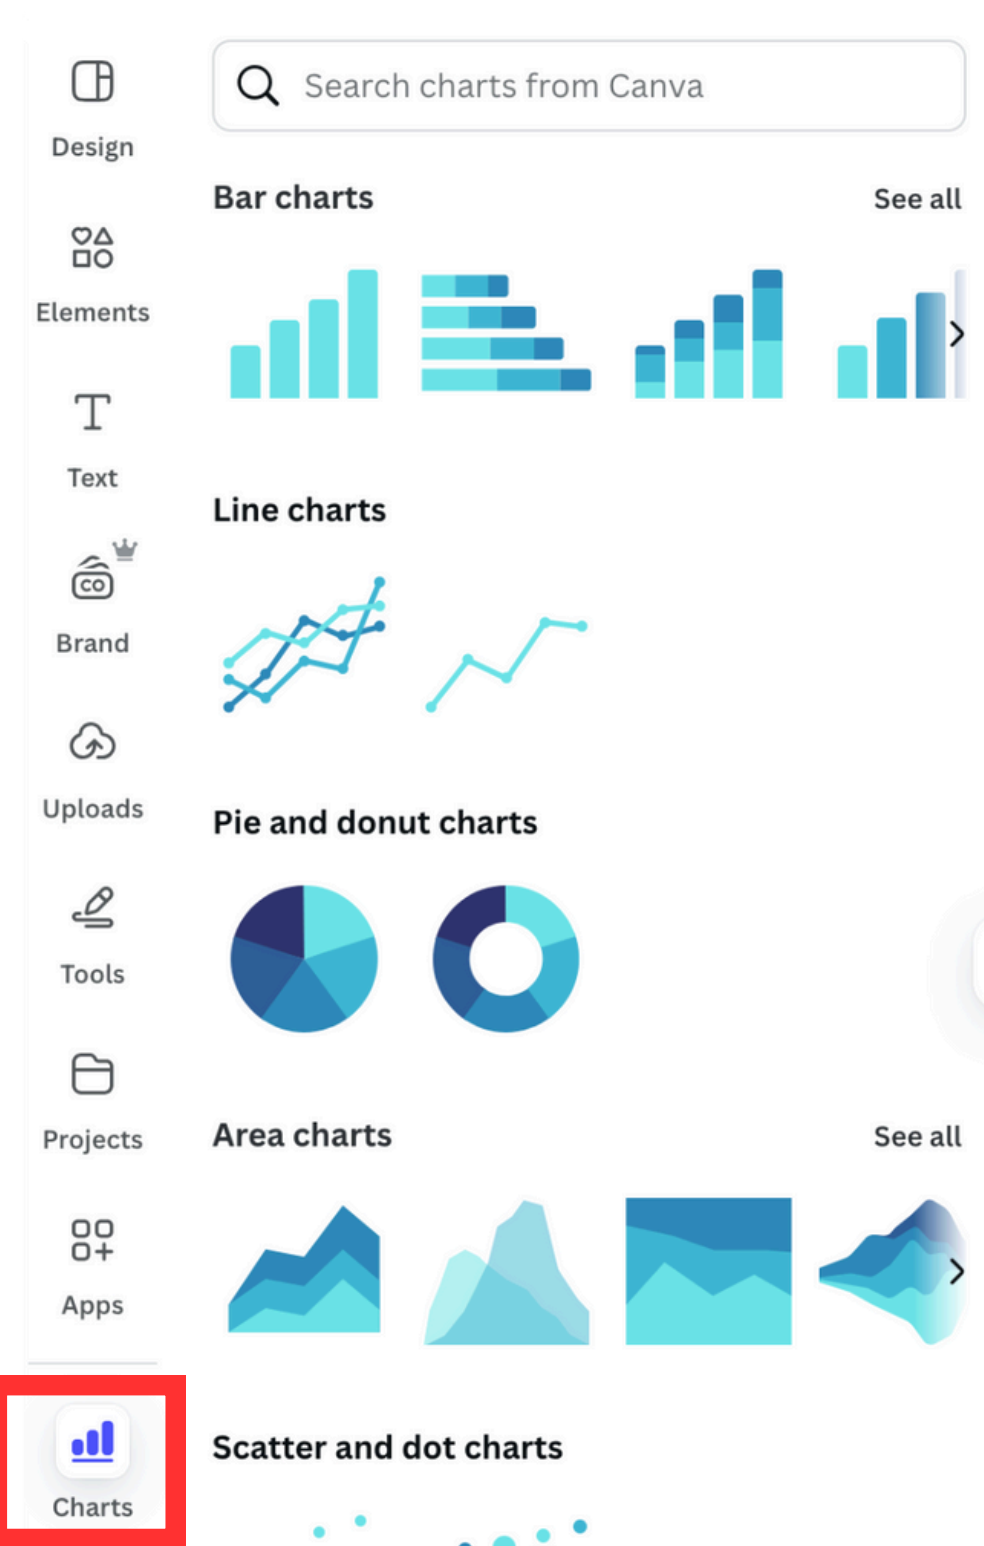 Design
Elements
Text
CO
Brand
Uploads
Tools
Projects
Apps
Charts
Search charts from Canva
Bar charts
See all
Line charts
Pie and donut charts
Area charts
See all
Scatter and dot charts